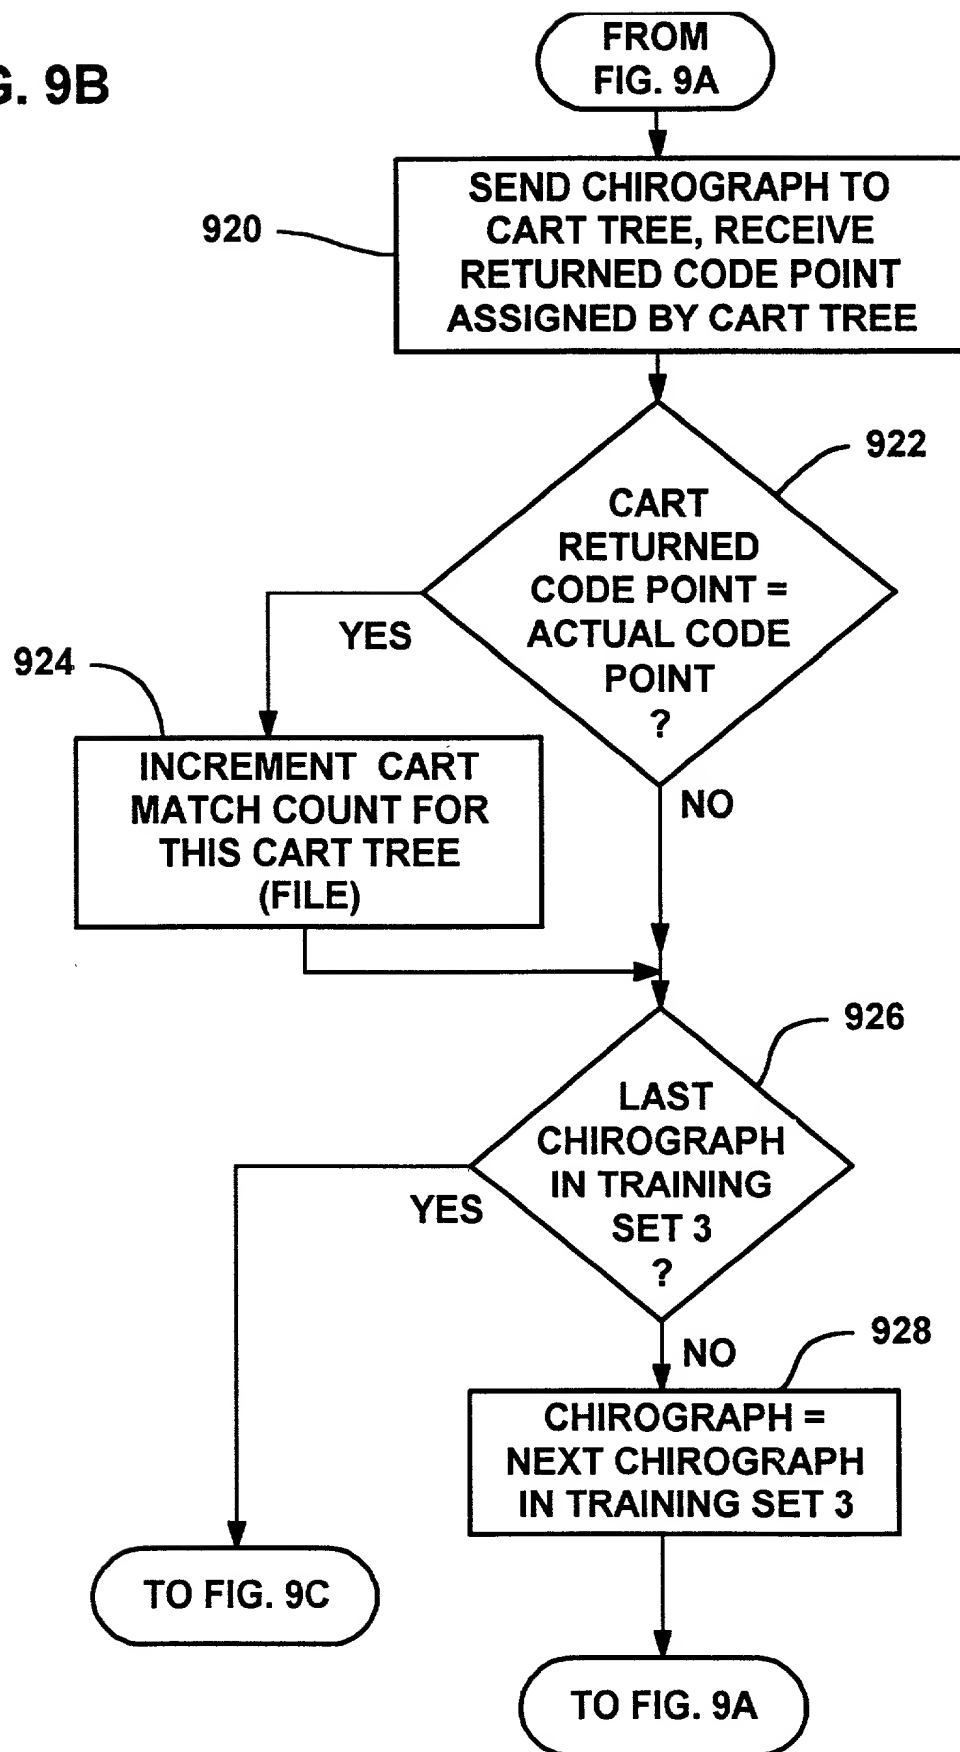 FROM
FIG. 9A
G. 9B
920
SEND CHIROGRAPH TO
CART TREE, RECEIVE
RETURNED CODE POINT
ASSIGNED BY CART TREE
922
CART
RETURNED
CODE POINT =
ACTUAL CODE
POINT
?
YES
924
INCREMENT CART
MATCH COUNT FOR
THIS CART TREE
(FILE)
NO
926
LAST
CHIROGRAPH
IN TRAINING
SET 3
?
YES
928
NO
CHIROGRAPH =
NEXT CHIROGRAPH
IN TRAINING SET 3
TO FIG. 9C
TO FIG. 9A